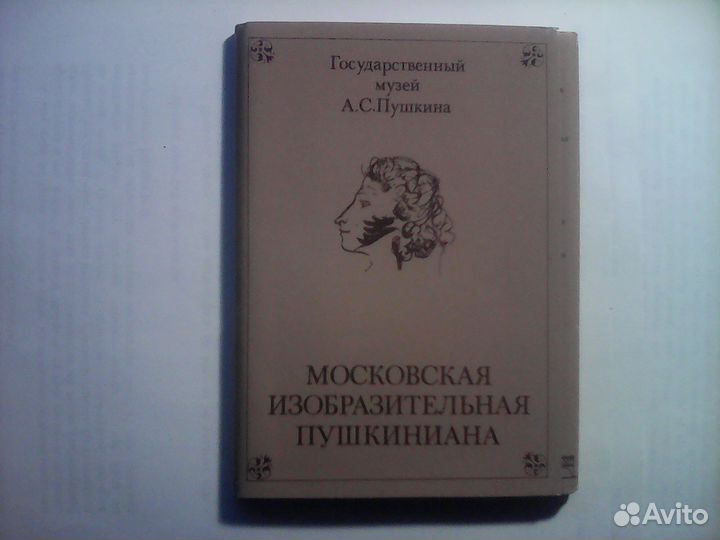 Государственный
музей
А.С.Пушкина
МОСКОВСКАЯ
ИЗОБРАЗИТЕЛЬНАЯ
ПУШКИНИАНА
Avito